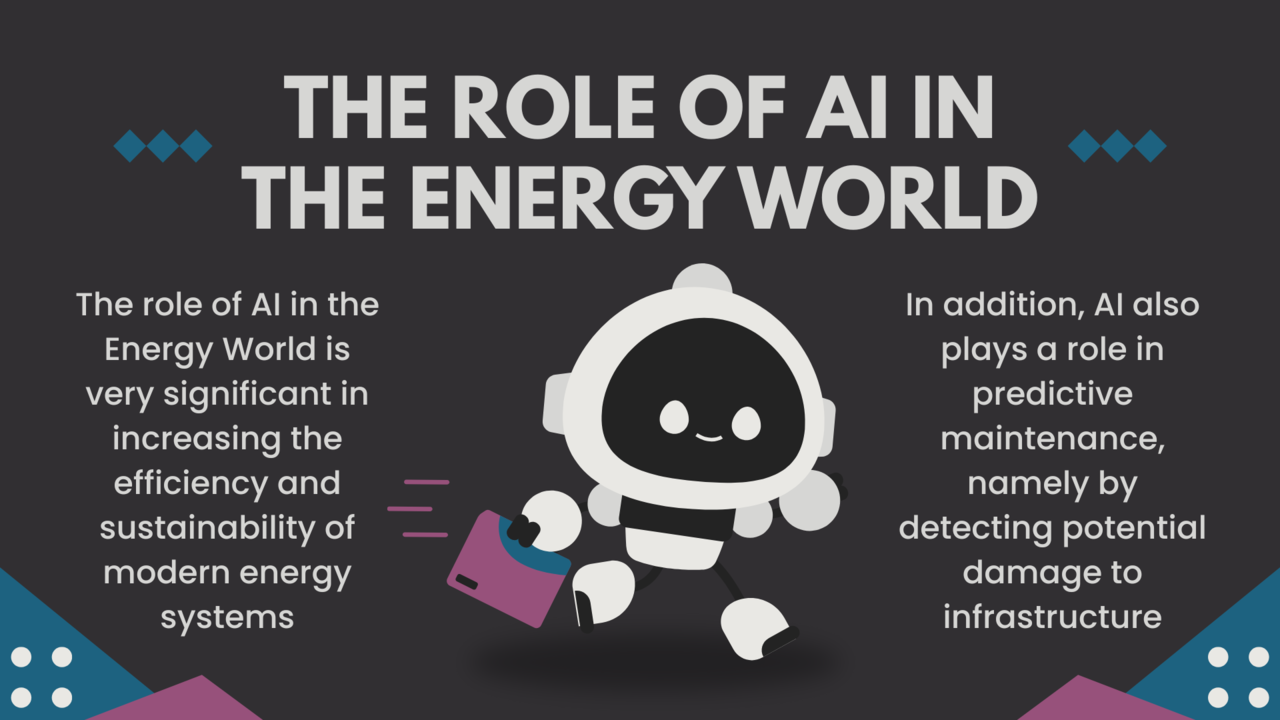 THE ROLE OF AI IN
THE ENERGY WORLD
The role of AI in the
Energy World is
very significant in
increasing the
efficiency and
sustainability of
modern energy
systems
In addition, AI also
plays a role in
predictive
maintenance,
namely by
detecting potential
damage to
infrastructure